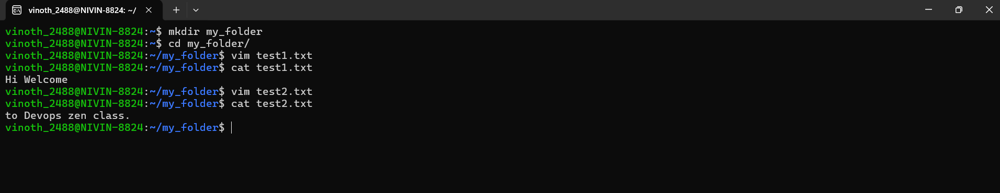 vinoth_2488@NIVIN-8824: ~/
vinoth_2488@NIVIN-8824:~$ mkdir my_folder
vinoth_2488@NIVIN-8824:~$ cd my_folder/
vinoth_2488@NIVIN-8824:~/my_folder$ vim test1.txt
vinoth_2488@NIVIN-8824:~/my_folder$ cat test1.txt
Hi Welcome
vinoth_2488@NIVIN-8824:~/my_folder$ vim test2.txt
vinoth_2488@NIVIN-8824:~/my_folder$ cat test2.txt
to Devops zen class.
vinoth_2488@NIVIN-8824:~/my_folder$